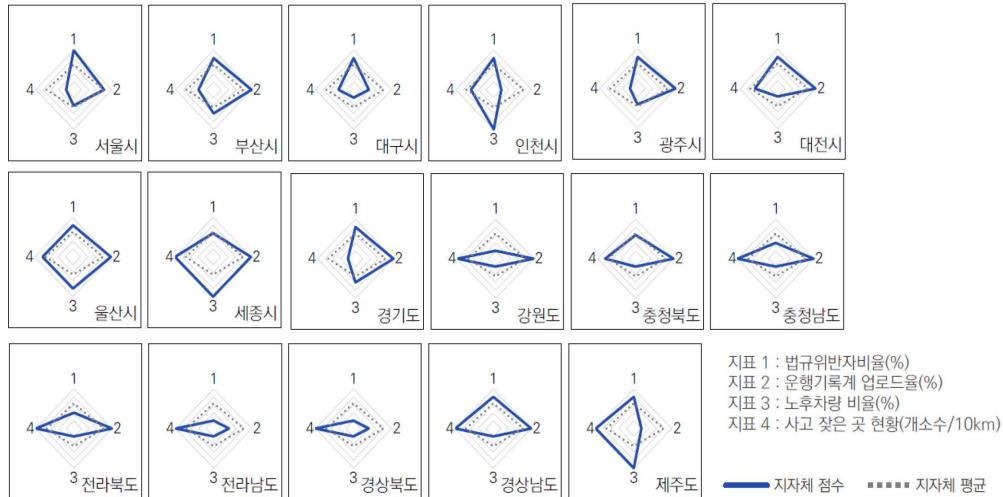 1
4
2
3
서울시
1
4
2
3
부산시
1
4
2
3
대구시
1
4
2
3
인천시
1
4
2
3
광주시
1
4
2
3
대전시
1
4
2
3
울산시
1
4
2
3
세종시
1
4
2
3
경기도
1
4
2
3
강원도
1
4
2
3
충청북도
1
4
2
3
충청남도
1
4
2
3
전라북도
1
4
2
3
전라남도
1
4
2
3
경상북도
1
4
2
3
경상남도
1
4
2
3
제주도
지표 1 : 법규위반자비율(%)
지표 2 : 운행기록계 업로드율(%)
지표 3 : 노후차량 비율(%)
지표 4 : 사고 잦은 곳 현황(개소수/10km)
지자체 점수
지자체 평균